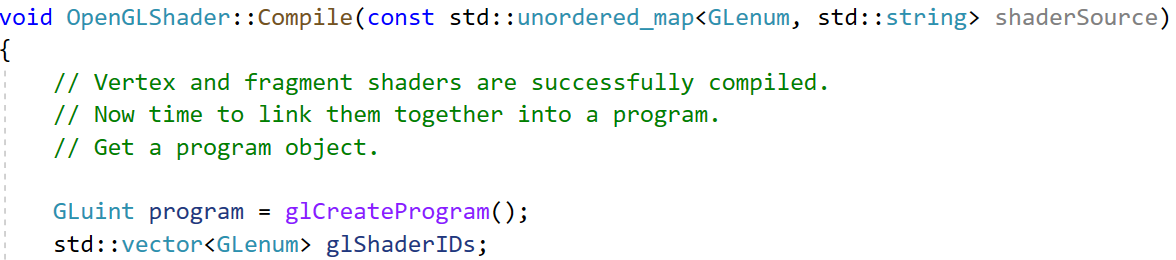 void OpenGLShader::Compile(const std::unordered_map<GLenum, std::string> shaderSource)
{
// Vertex and fragment shaders are successfully compiled.
// Now time to link them together into a program.
// Get a program object.
GLuint program = glCreateProgram();
std::vector<GLenum> glShaderIDs;